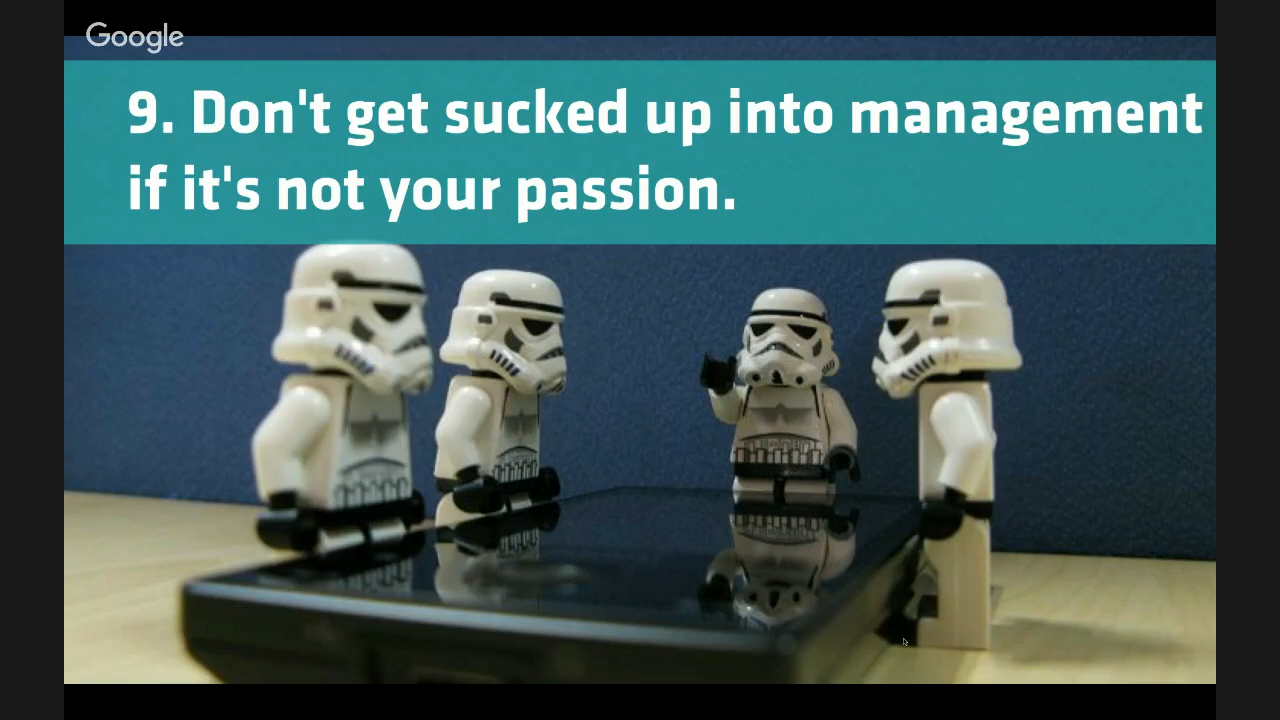 Google
9. Don't get sucked up into management
if it's not your passion.